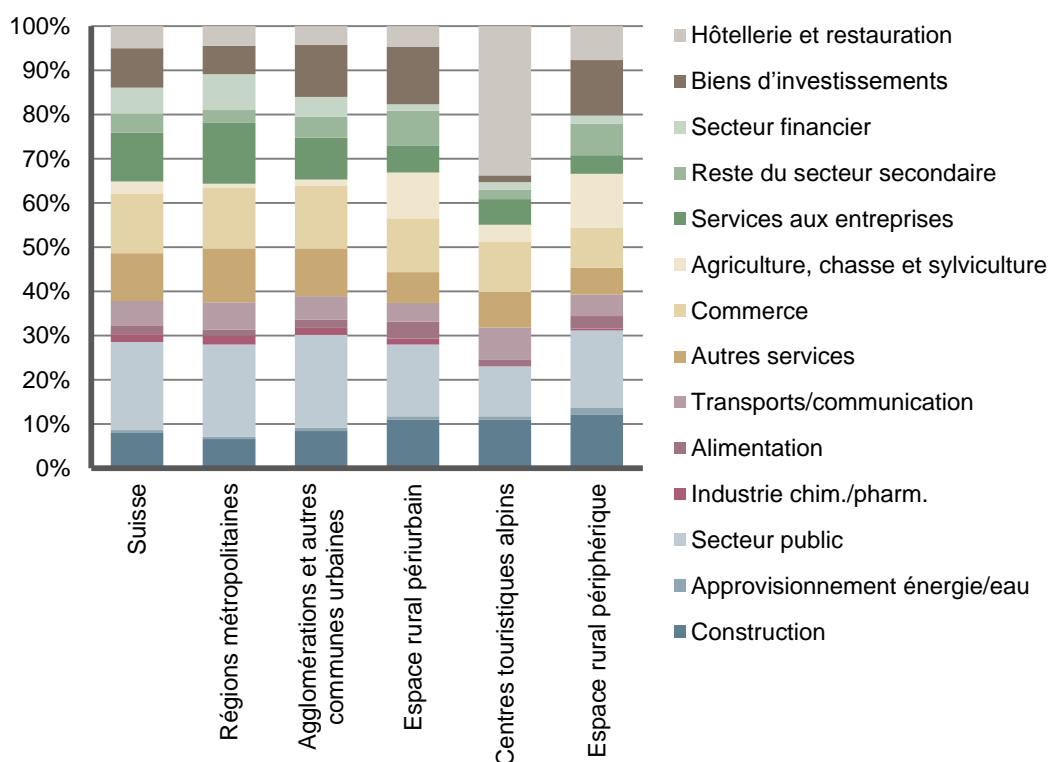 100%
90%
80%
70%
60%
50%
40%
30%
20%
10%
0%
Suisse
Régions métropolitaines
Agglomérations et autres
communes urbaines
Espace rural périurbain
Centres touristiques alpins
Espace rural périphérique
Hôtellerie et restauration
Biens d’investissements
Secteur financier
Reste du secteur secondaire
Services aux entreprises
Agriculture, chasse et sylviculture
Commerce
Autres services
Transports/communication
Alimentation
Industrie chim./pharm.
Secteur public
Approvisionnement énergie/eau
Construction